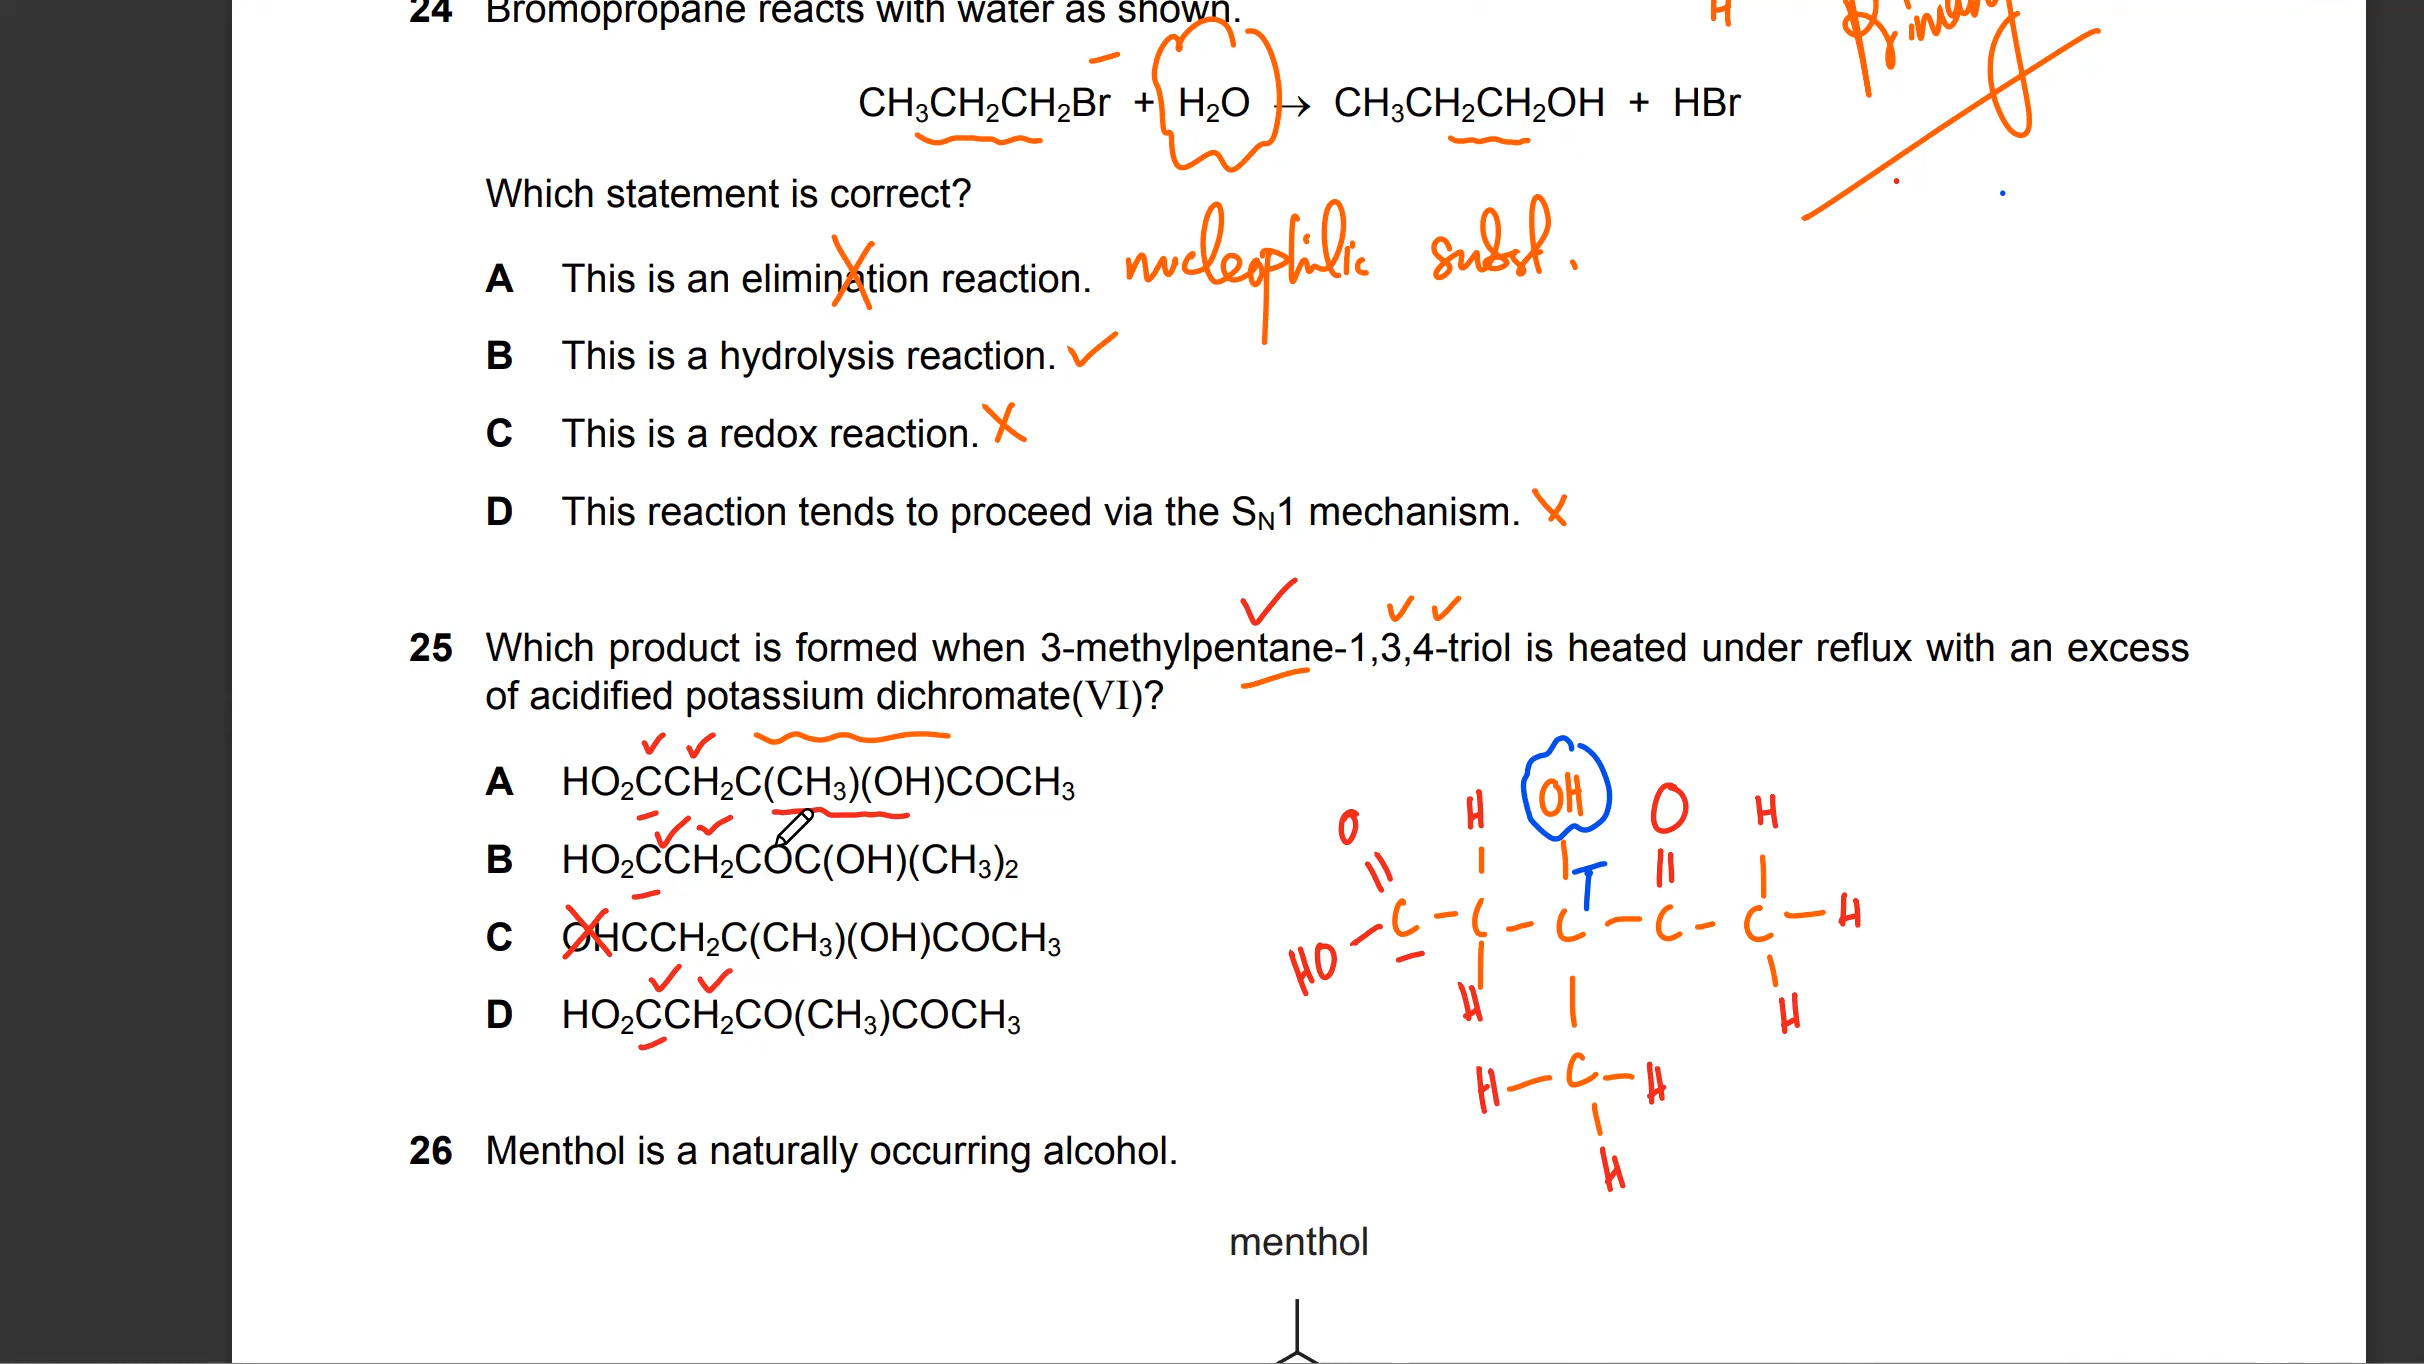 24 Bromopropane reacts with water as shown.
H primary
CH₃CH₂CH₂Br + H₂O → CH₃CH₂CH₂OH + HBr
Which statement is correct?
A This is an elimination reaction. nucleophilic subst.
B This is a hydrolysis reaction.
C This is a redox reaction.
D This reaction tends to proceed via the S_N1 mechanism.
25 Which product is formed when 3-methylpentane-1,3,4-triol is heated under reflux with an excess
of acidified potassium dichromate(VI)?
A HO₂CCH₂C(CH₃)(OH)COCH₃
B HO₂CCH₂COC(OH)(CH₃)₂
C OHCCH₂C(CH₃)(OH)COCH₃
D HO₂CCH₂CO(CH₃)COCH₃
O H OH O H
T
C - C - C - C - C - H
HO H H
H - C - H
H
26 Menthol is a naturally occurring alcohol.
menthol